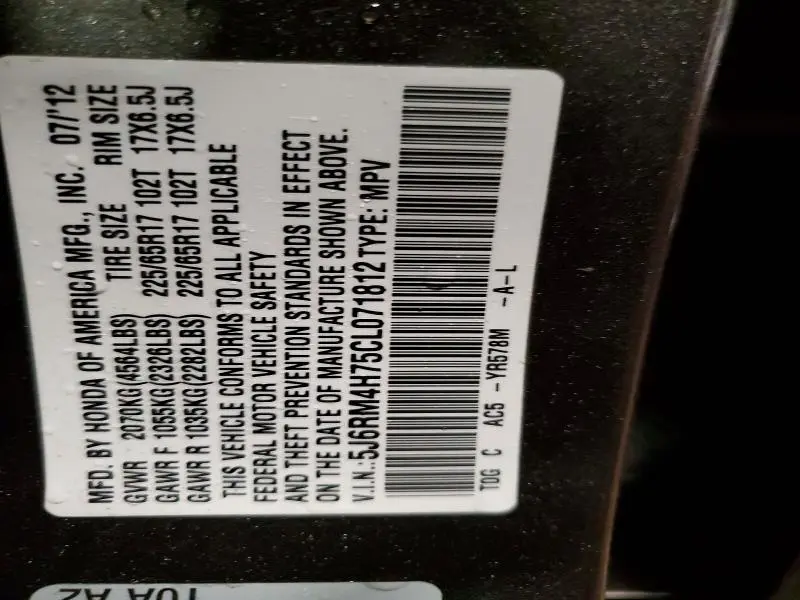 MFD. BY HONDA OF AMERICA MFG., INC. 07/'12
TIRE SIZE RIM SIZE
GVWR 2070KG(4564LBS)
GAWR F 1055KG(2326LBS) 225/65R17 102T 17X6.5J
GAWR R 1035KG(2282LBS) 225/65R17 102T 17X6.5J
THIS VEHICLE CONFORMS TO ALL APPLICABLE
FEDERAL MOTOR VEHICLE SAFETY
AND THEFT PREVENTION STANDARDS IN EFFECT
ON THE DATE OF MANUFACTURE SHOWN ABOVE.
V.I.N.:5J6RM4H75CL071812 TYPE: MPV
TDG C AC5 -YR578M -A-L